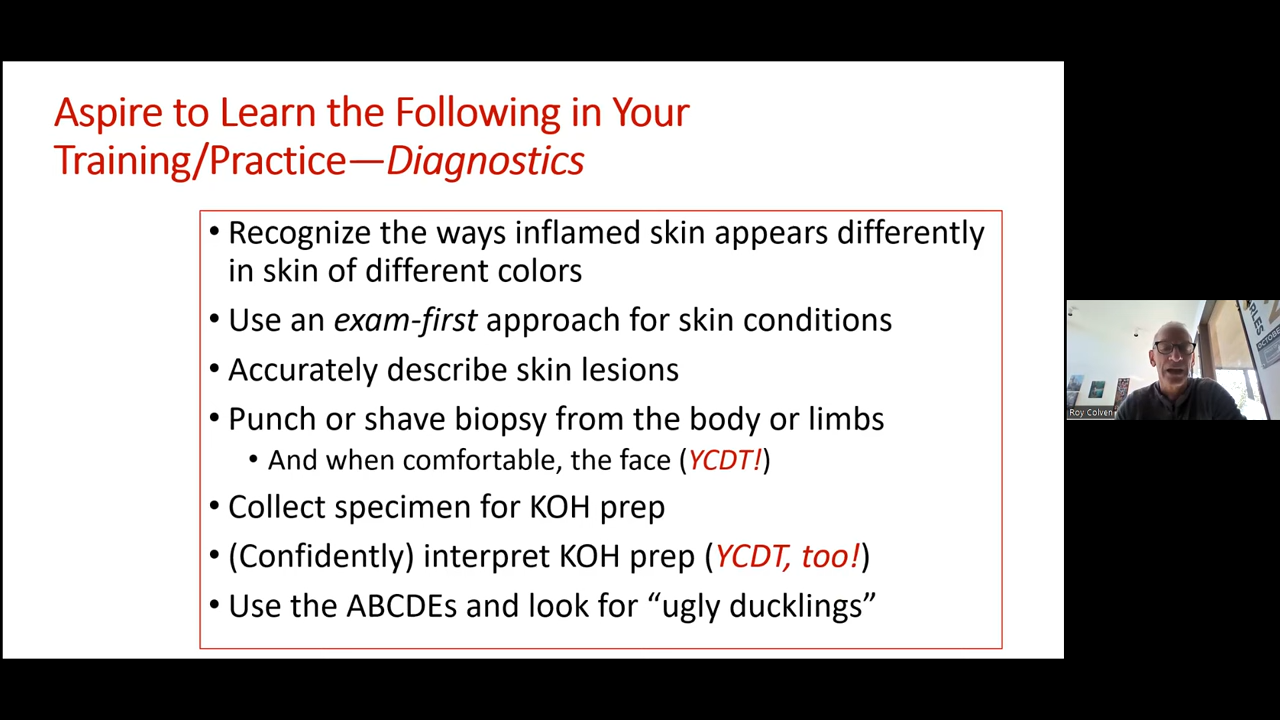 Aspire to Learn the Following in Your
Training/Practice—Diagnostics
• Recognize the ways inflamed skin appears differently
in skin of different colors
• Use an exam-first approach for skin conditions
• Accurately describe skin lesions
• Punch or shave biopsy from the body or limbs
• And when comfortable, the face (YCDT!)
• Collect specimen for KOH prep
• (Confidently) interpret KOH prep (YCDT, too!)
• Use the ABCDEs and look for “ugly ducklings”
Roy Colven